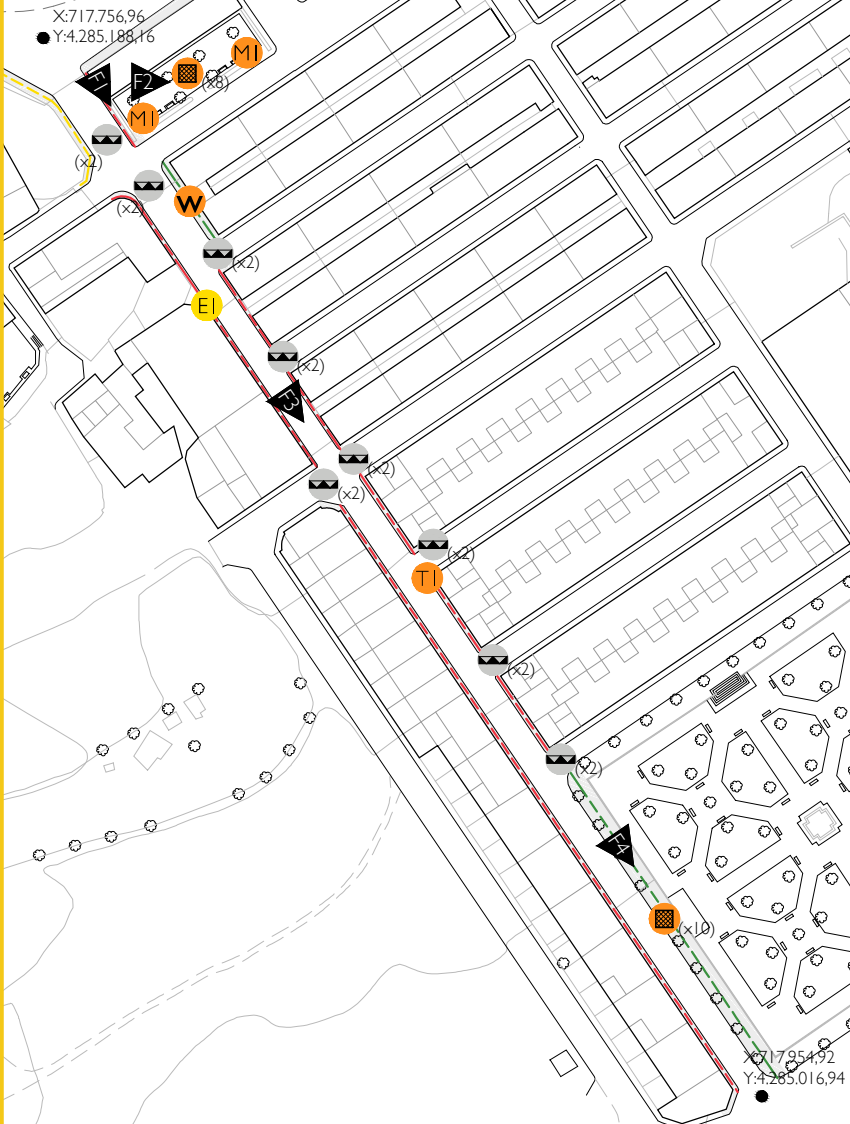 X:717.756,96
Y:4.285.188,16
M1
F1
F2
(x8)
M1
(x2)
(x2)
W
(x2)
E1
(x2)
F3
(x2)
(x2)
(x2)
T1
(x2)
(x2)
F4
(x10)
X:717.954,92
Y:4.285.016,94